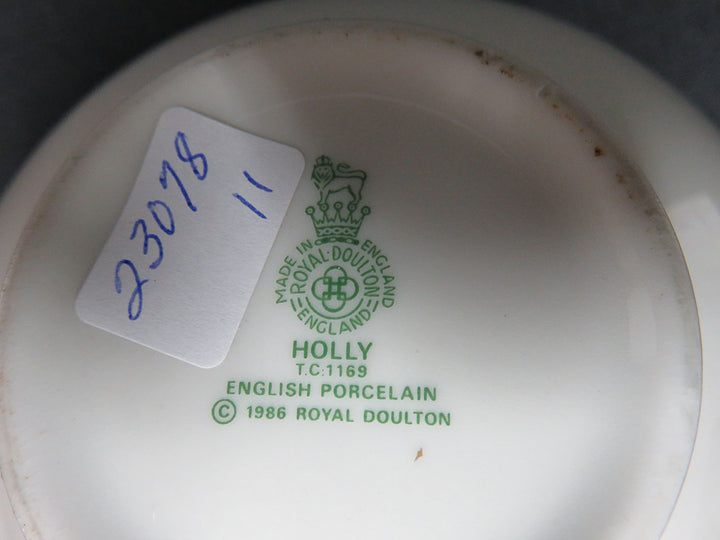 23078
11
MADE IN ENGLAND
ROYAL·DOULTON
ENGLAND
HOLLY
T.C.1169
ENGLISH PORCELAIN
© 1986 ROYAL DOULTON